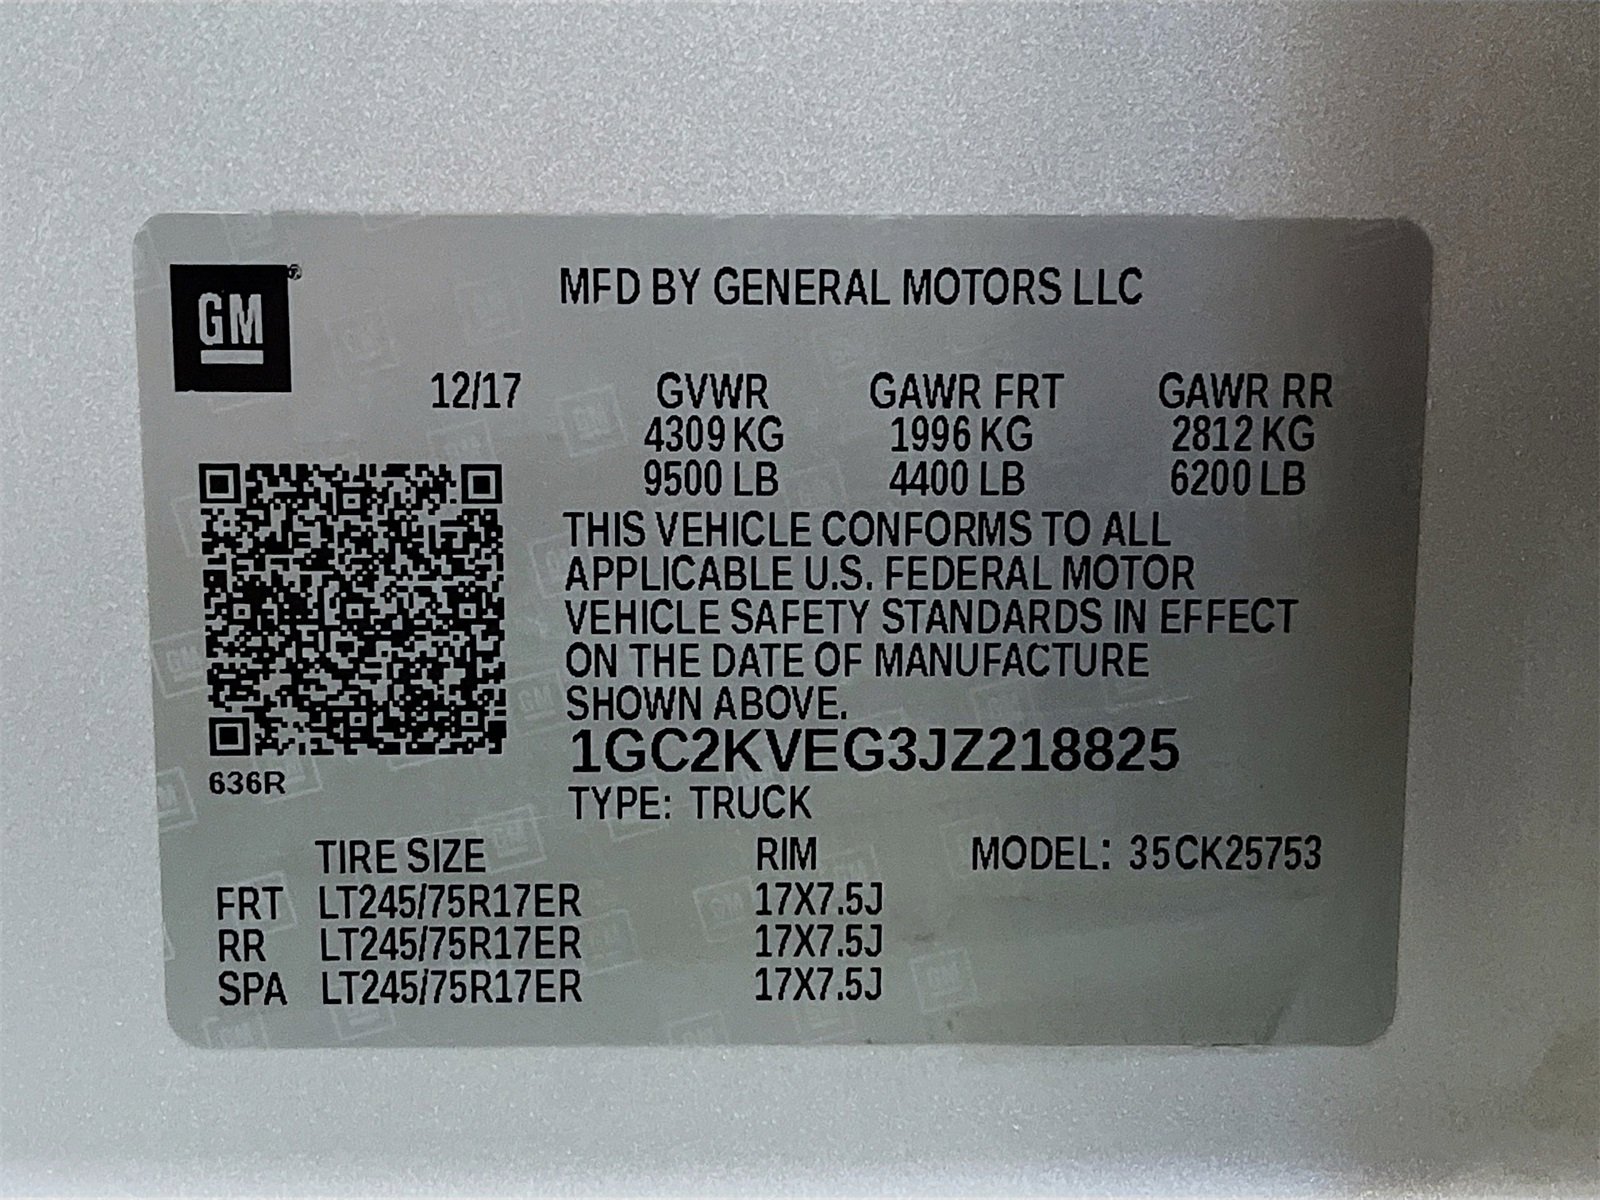 GM
MFD BY GENERAL MOTORS LLC
12/17 GVWR GAWR FRT GAWR RR
4309 KG 1996 KG 2812 KG
9500 LB 4400 LB 6200 LB
THIS VEHICLE CONFORMS TO ALL
APPLICABLE U.S. FEDERAL MOTOR
VEHICLE SAFETY STANDARDS IN EFFECT
ON THE DATE OF MANUFACTURE
SHOWN ABOVE.
1GC2KVEG3JZ218825
636R
TYPE: TRUCK
TIRE SIZE RIM MODEL: 35CK25753
FRT LT245/75R17ER 17X7.5J
RR LT245/75R17ER 17X7.5J
SPA LT245/75R17ER 17X7.5J